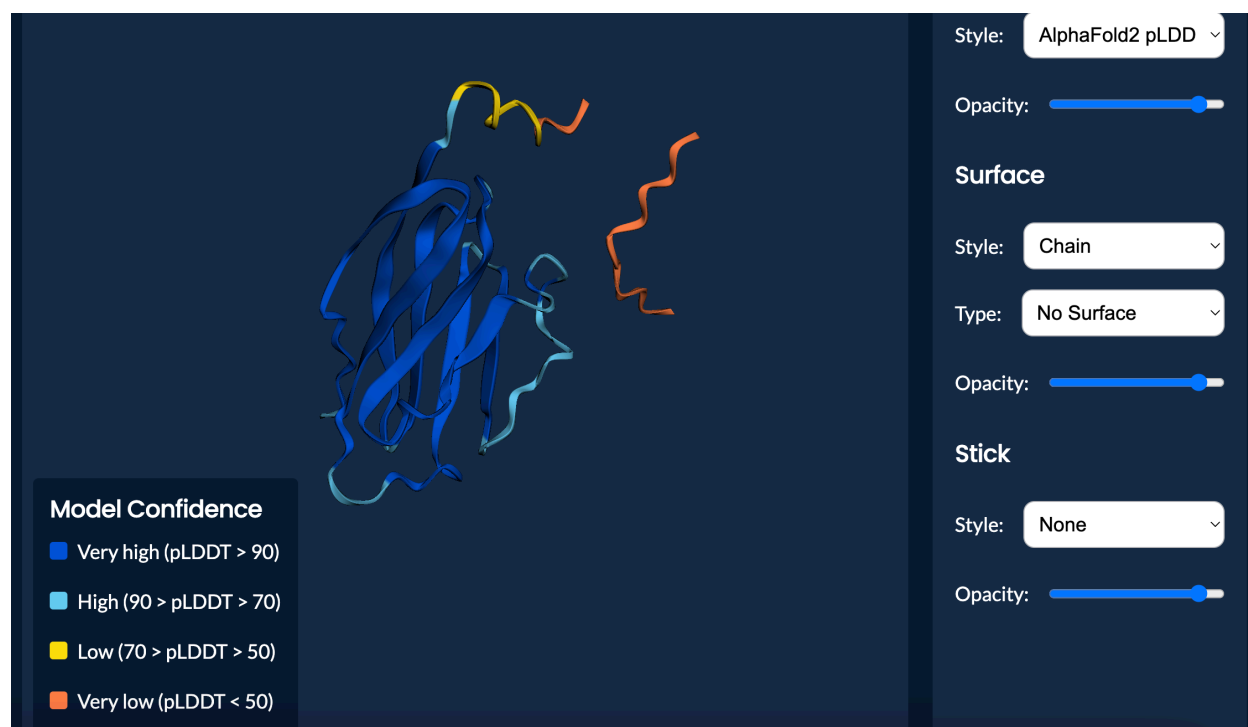 Style: AlphaFold2 pLDD
Opacity:
Surface
Style: Chain
Type: No Surface
Opacity:
Stick
Style: None
Opacity:
Model Confidence
Very high (pLDDT > 90)
High (90 > pLDDT > 70)
Low (70 > pLDDT > 50)
Very low (pLDDT < 50)